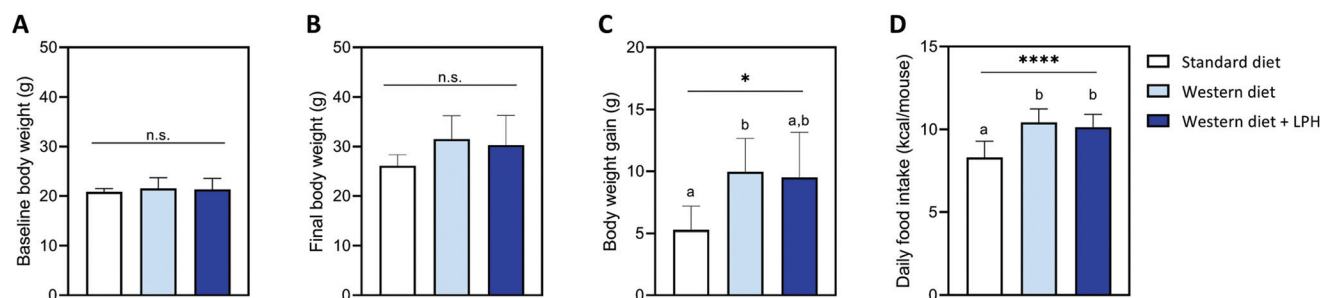 A
Baseline body weight (g)
50
40
30
20
10
0
n.s.
B
Final body weight (g)
50
40
30
20
10
0
n.s.
C
Body weight gain (g)
20
15
10
5
0
*
a
b
a,b
D
Daily food intake (kcal/mouse)
15
10
5
0
****
a
b
b
Standard diet
Western diet
Western diet + LPH